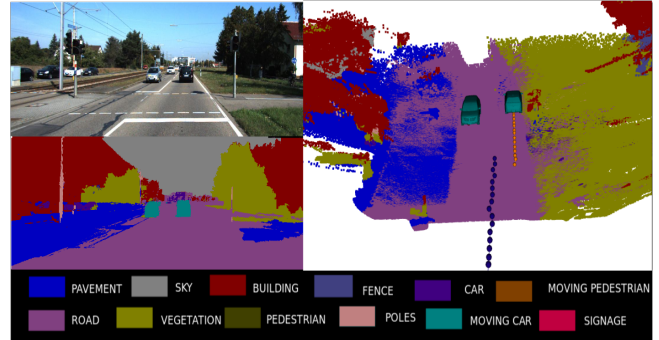 PAVEMENT SKY BUILDING FENCE CAR MOVING PEDESTRIAN
ROAD VEGETATION PEDESTRIAN POLES MOVING CAR SIGNAGE